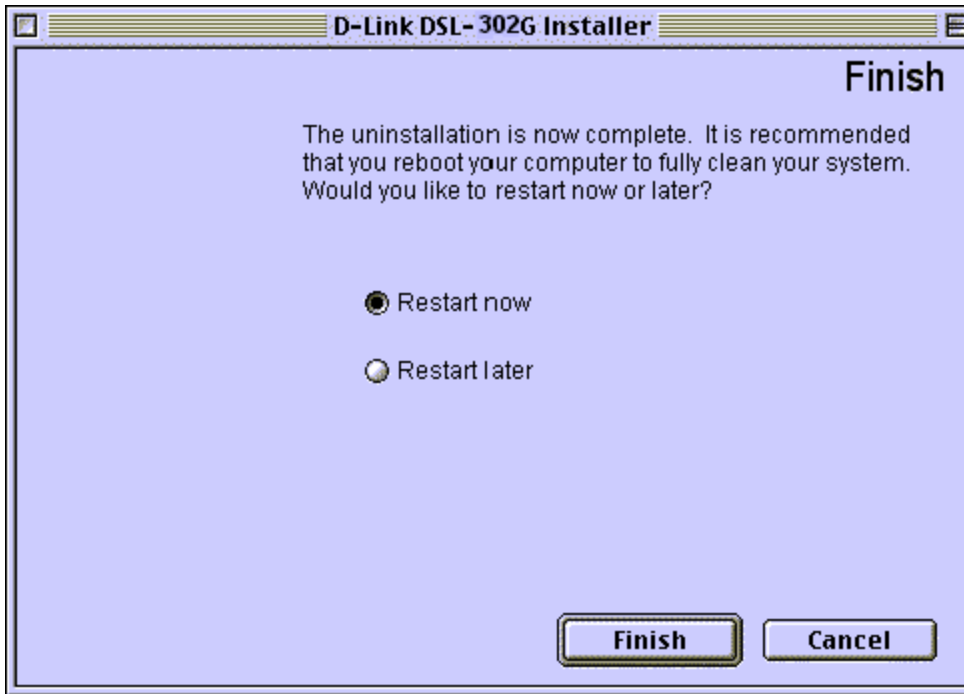 D-Link DSL-302G Installer
Finish
The uninstallation is now complete. It is recommended
that you reboot your computer to fully clean your system.
Would you like to restart now or later?
Restart now
Restart later
Finish
Cancel